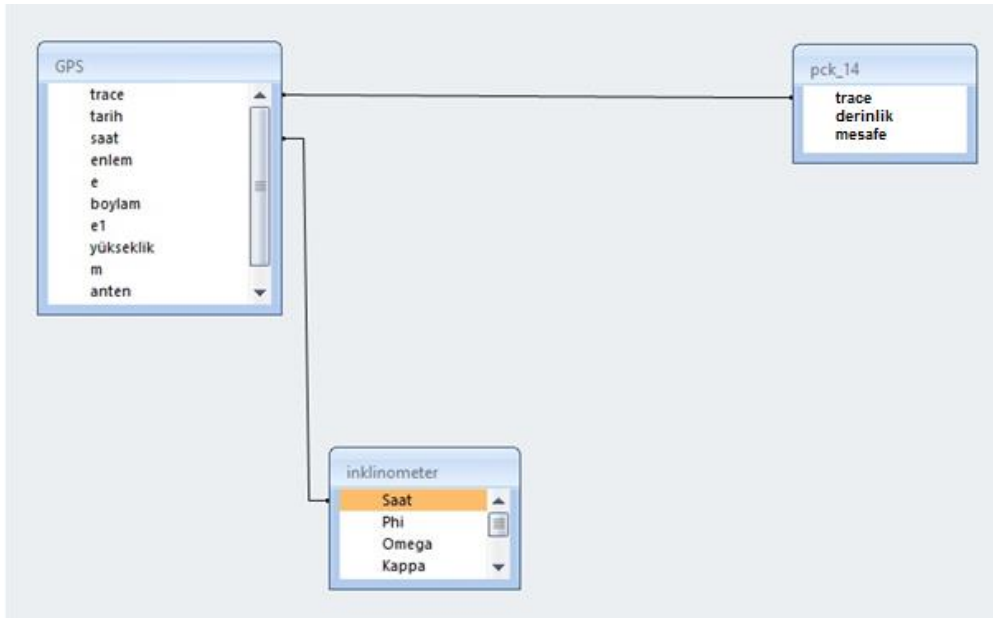 GPS
trace
tarih
saat
enlem
e
boylam
e1
yükseklik
m
anten
pck_14
trace
derinlik
mesafe
inklinometer
Saat
Phi
Omega
Kappa